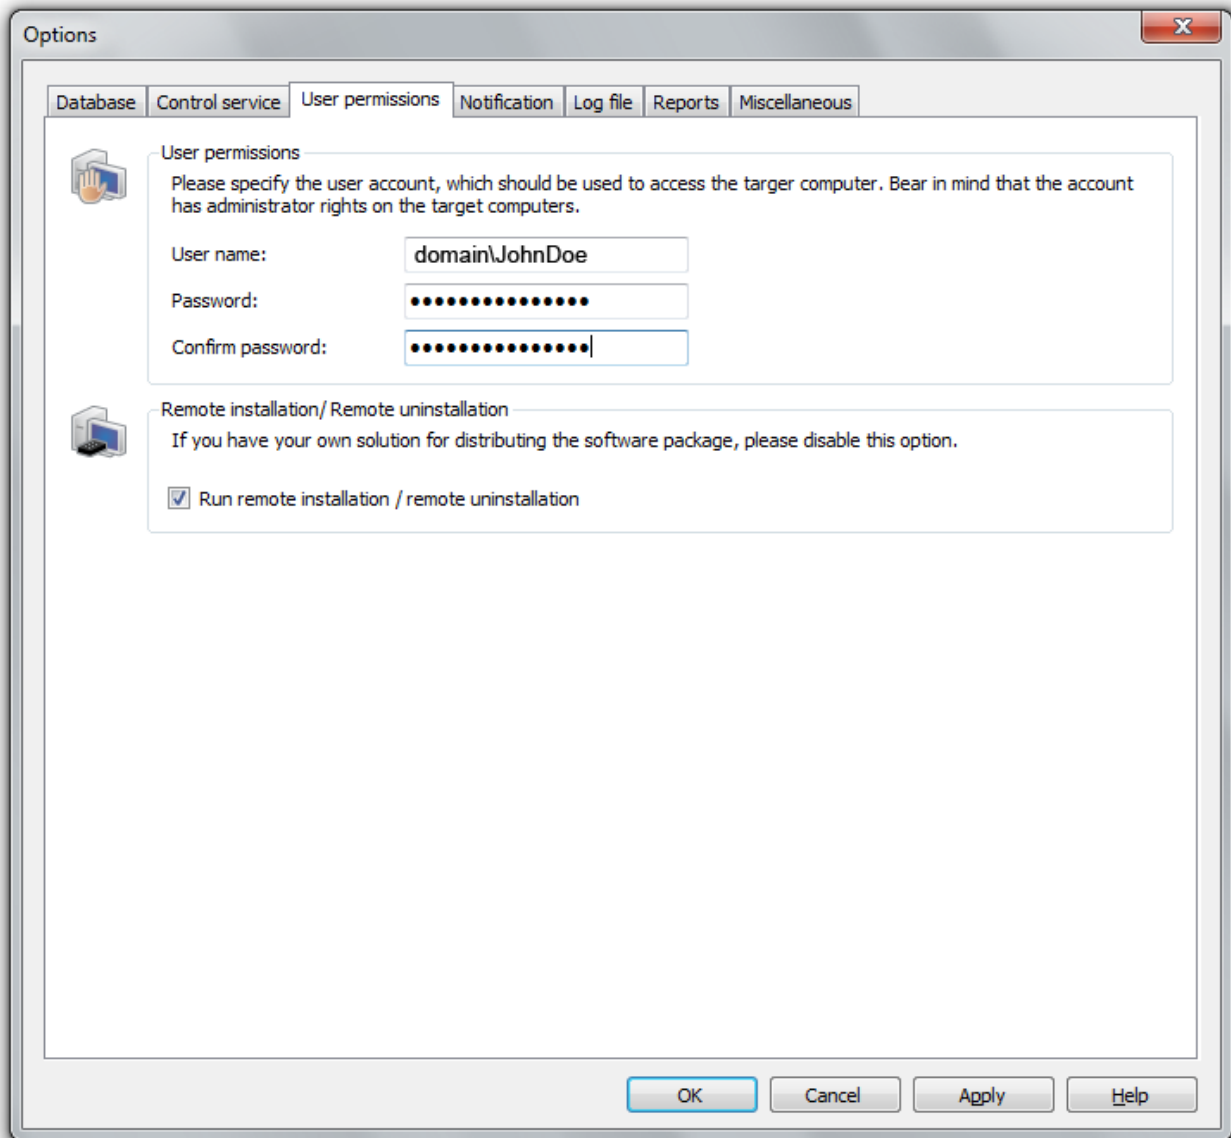 Options
Database Control service User permissions Notification Log file Reports Miscellaneous
User permissions
Please specify the user account, which should be used to access the targer computer. Bear in mind that the account
has administrator rights on the target computers.
User name: domain\JohnDoe
Password: •••••••••••••••
Confirm password: •••••••••••••••
Remote installation/ Remote uninstallation
If you have your own solution for distributing the software package, please disable this option.
Run remote installation / remote uninstallation
OK Cancel Apply Help